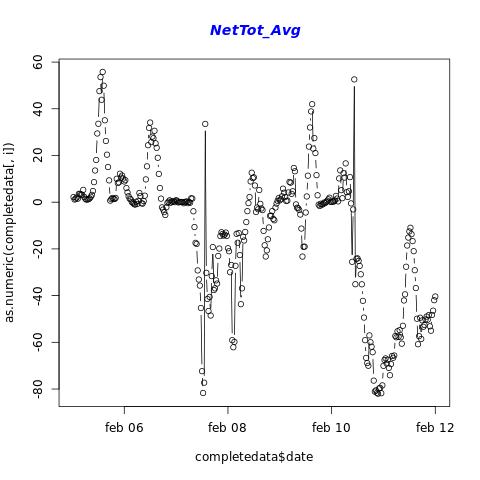 NetTot_Avg
as.numeric(completedata[, i])
60
40
20
0
-20
-40
-60
-80
feb 06
feb 08
feb 10
feb 12
completedata$date